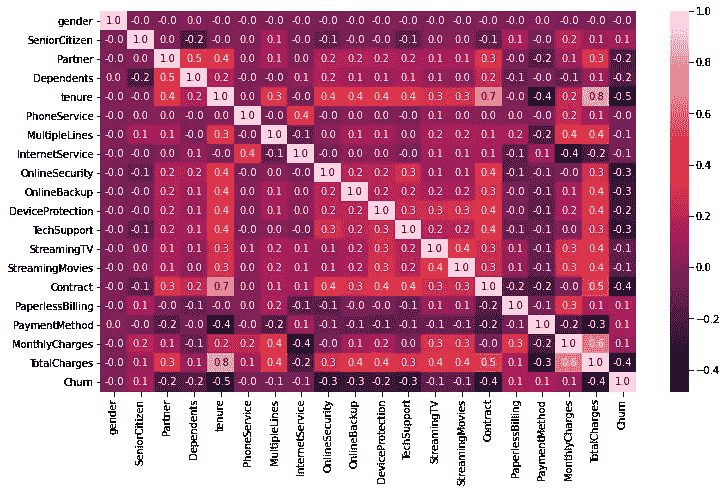 gender 1.0 -0.0 -0.0 0.0 -0.0 -0.0 -0.0 -0.0 -0.0 -0.0 -0.0 -0.0 -0.0 -0.0 -0.0 -0.0 0.0 -0.0 -0.0 -0.0
SeniorCitizen -0.0 1.0 0.0 -0.2 0.0 0.0 0.1 -0.0 -0.1 -0.0 -0.0 -0.1 0.0 0.0 -0.1 0.1 -0.0 0.2 0.1 0.1
Partner -0.0 0.0 1.0 0.5 0.4 0.0 0.1 0.0 0.2 0.2 0.2 0.1 0.1 0.1 0.3 -0.0 -0.2 0.1 0.3 -0.2
Dependents 0.0 -0.2 0.5 1.0 0.2 -0.0 -0.0 0.0 0.1 0.1 0.1 0.1 0.1 0.0 0.2 -0.1 -0.0 -0.1 0.1 -0.2
tenure -0.0 0.0 0.4 0.2 1.0 0.0 0.3 -0.0 0.4 0.4 0.4 0.4 0.3 0.3 0.7 -0.0 -0.4 0.2 0.8 -0.5
PhoneService -0.0 0.0 0.0 -0.0 0.0 1.0 -0.0 0.4 -0.0 0.0 0.0 -0.0 0.1 0.1 0.0 -0.0 -0.0 0.2 0.1 -0.0
MultipleLines -0.0 0.1 0.1 -0.0 0.3 -0.0 1.0 -0.1 0.0 0.1 0.1 0.0 0.2 0.2 0.1 0.2 -0.2 0.4 0.4 -0.1
InternetService -0.0 -0.0 0.0 0.1 -0.0 0.4 -0.1 1.0 -0.0 -0.0 0.0 -0.0 0.1 0.1 0.1 -0.1 0.1 -0.4 -0.2 -0.1
OnlineSecurity -0.0 -0.1 0.2 0.1 0.4 -0.0 0.0 -0.0 1.0 0.2 0.2 0.3 0.1 0.1 0.4 -0.1 -0.1 -0.0 0.3 -0.3
OnlineBackup -0.0 -0.0 0.2 0.1 0.4 0.0 0.1 -0.0 0.2 1.0 0.2 0.2 0.2 0.2 0.3 -0.0 -0.1 0.1 0.4 -0.3
DeviceProtection -0.0 -0.0 0.2 0.1 0.4 0.0 0.1 0.0 0.2 0.2 1.0 0.3 0.3 0.3 0.4 -0.0 -0.1 0.2 0.4 -0.2
TechSupport -0.0 -0.1 0.1 0.1 0.4 -0.0 0.0 -0.0 0.3 0.2 0.3 1.0 0.2 0.2 0.4 -0.1 -0.1 0.0 0.3 -0.3
StreamingTV -0.0 0.0 0.1 0.1 0.3 0.1 0.2 0.1 0.1 0.2 0.3 0.2 1.0 0.4 0.3 0.1 -0.1 0.3 0.4 -0.1
StreamingMovies -0.0 0.0 0.1 0.0 0.3 0.1 0.2 0.1 0.1 0.2 0.3 0.2 0.4 1.0 0.3 0.1 -0.1 0.3 0.4 -0.1
Contract -0.0 -0.1 0.3 0.2 0.7 0.0 0.1 0.1 0.4 0.3 0.4 0.4 0.3 0.3 1.0 -0.2 -0.2 -0.0 0.5 -0.4
PaperlessBilling -0.0 0.1 -0.0 -0.1 -0.0 -0.0 0.2 -0.1 -0.1 -0.0 -0.0 -0.1 0.1 0.1 -0.2 1.0 -0.1 0.3 0.1 0.1
PaymentMethod 0.0 -0.0 -0.2 -0.0 -0.4 -0.0 -0.2 0.1 -0.1 -0.1 -0.1 -0.1 -0.1 -0.1 -0.2 -0.1 1.0 -0.2 -0.3 0.1
MonthlyCharges -0.0 0.2 0.1 -0.1 0.2 0.2 0.4 -0.4 -0.0 0.1 0.2 0.0 0.3 0.3 -0.0 0.3 -0.2 1.0 0.6 0.1
TotalCharges -0.0 0.1 0.3 0.1 0.8 0.1 0.4 -0.2 0.3 0.4 0.4 0.3 0.4 0.4 0.5 0.1 -0.3 0.6 1.0 -0.4
Churn -0.0 0.1 -0.2 -0.2 -0.5 -0.0 -0.1 -0.1 -0.3 -0.3 -0.2 -0.3 -0.1 -0.1 -0.4 0.1 0.1 0.1 -0.4 1.0
gender
SeniorCitizen
Partner
Dependents
tenure
PhoneService
MultipleLines
InternetService
OnlineSecurity
OnlineBackup
DeviceProtection
TechSupport
StreamingTV
StreamingMovies
Contract
PaperlessBilling
PaymentMethod
MonthlyCharges
TotalCharges
Churn
1.0
0.8
0.6
0.4
0.2
0.0
−0.2
−0.4